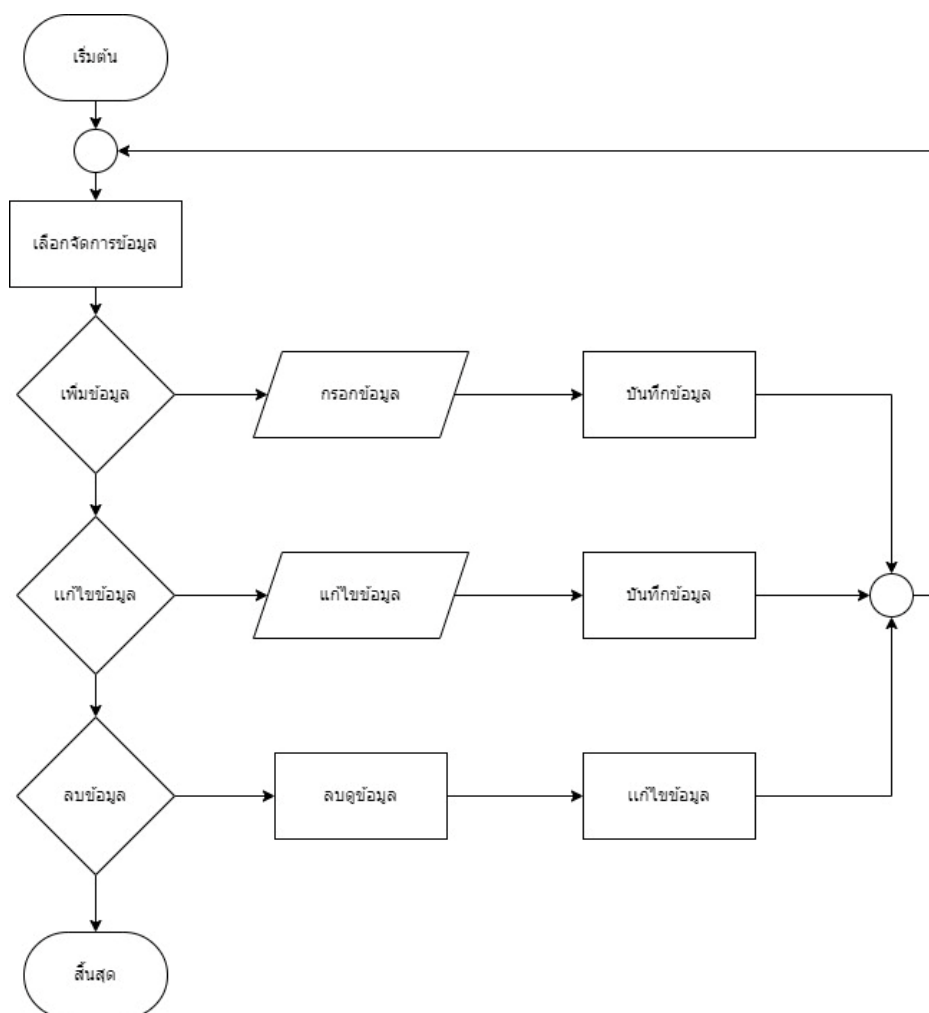 เริ่มต้น
เลือกจัดการข้อมูล
เพิ่มข้อมูล
กรอกข้อมูล
บันทึกข้อมูล
แก้ไขข้อมูล
แก้ไขข้อมูล
บันทึกข้อมูล
ลบข้อมูล
ลบดูข้อมูล
แก้ไขข้อมูล
สิ้นสุด